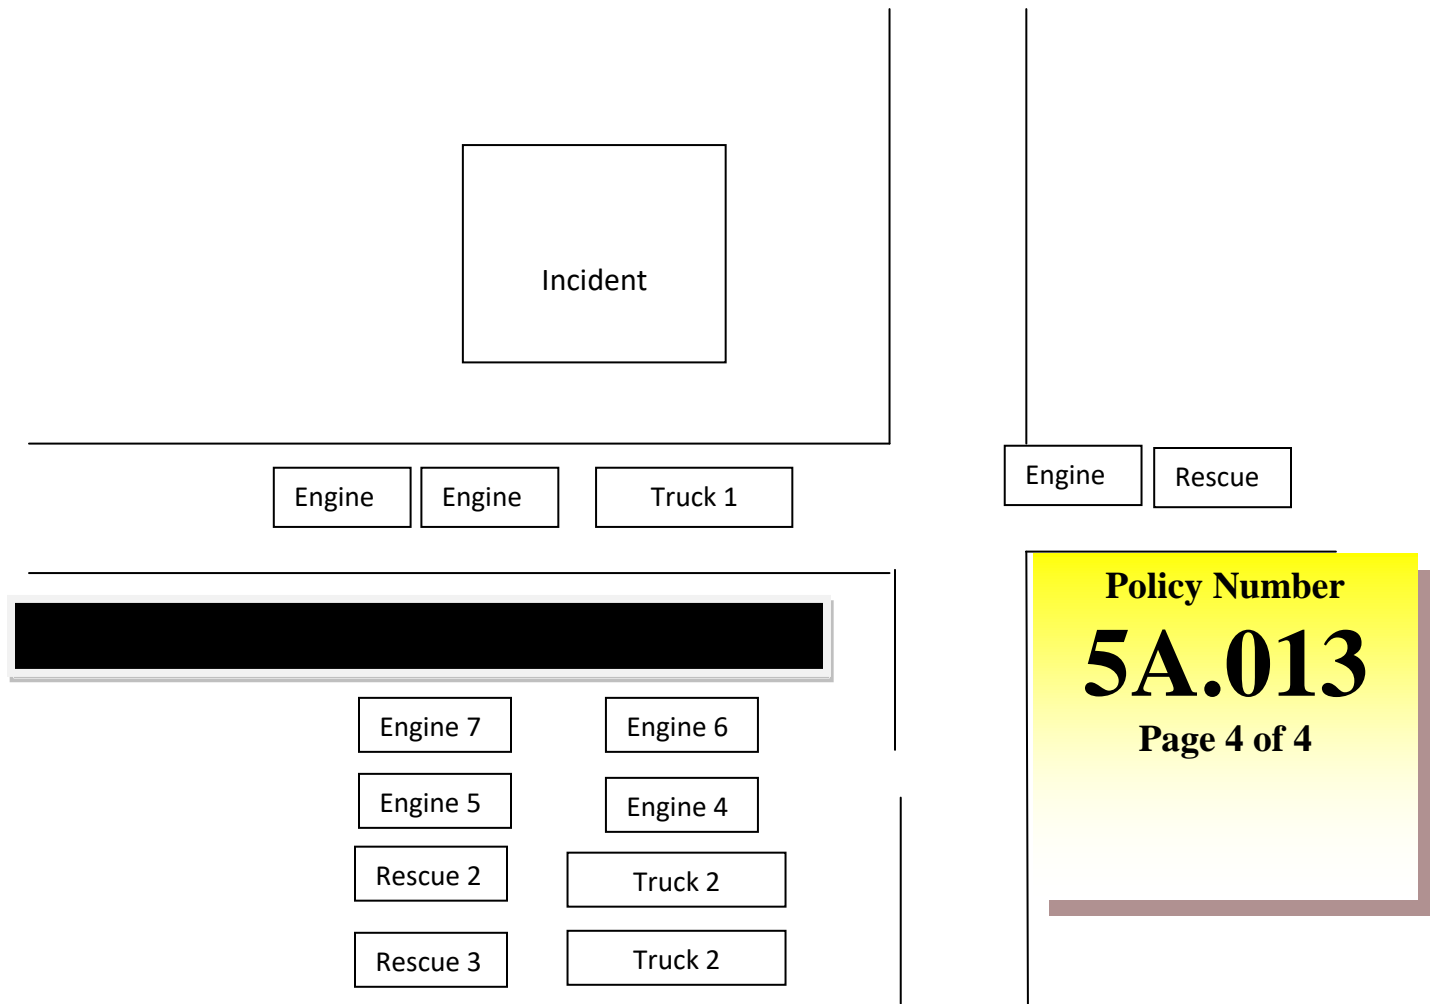 Incident
Engine
Engine
Truck 1
Engine
Rescue
Policy Number
5A.013
Page 4 of 4
Engine 7
Engine 6
Engine 5
Engine 4
Rescue 2
Truck 2
Rescue 3
Truck 2